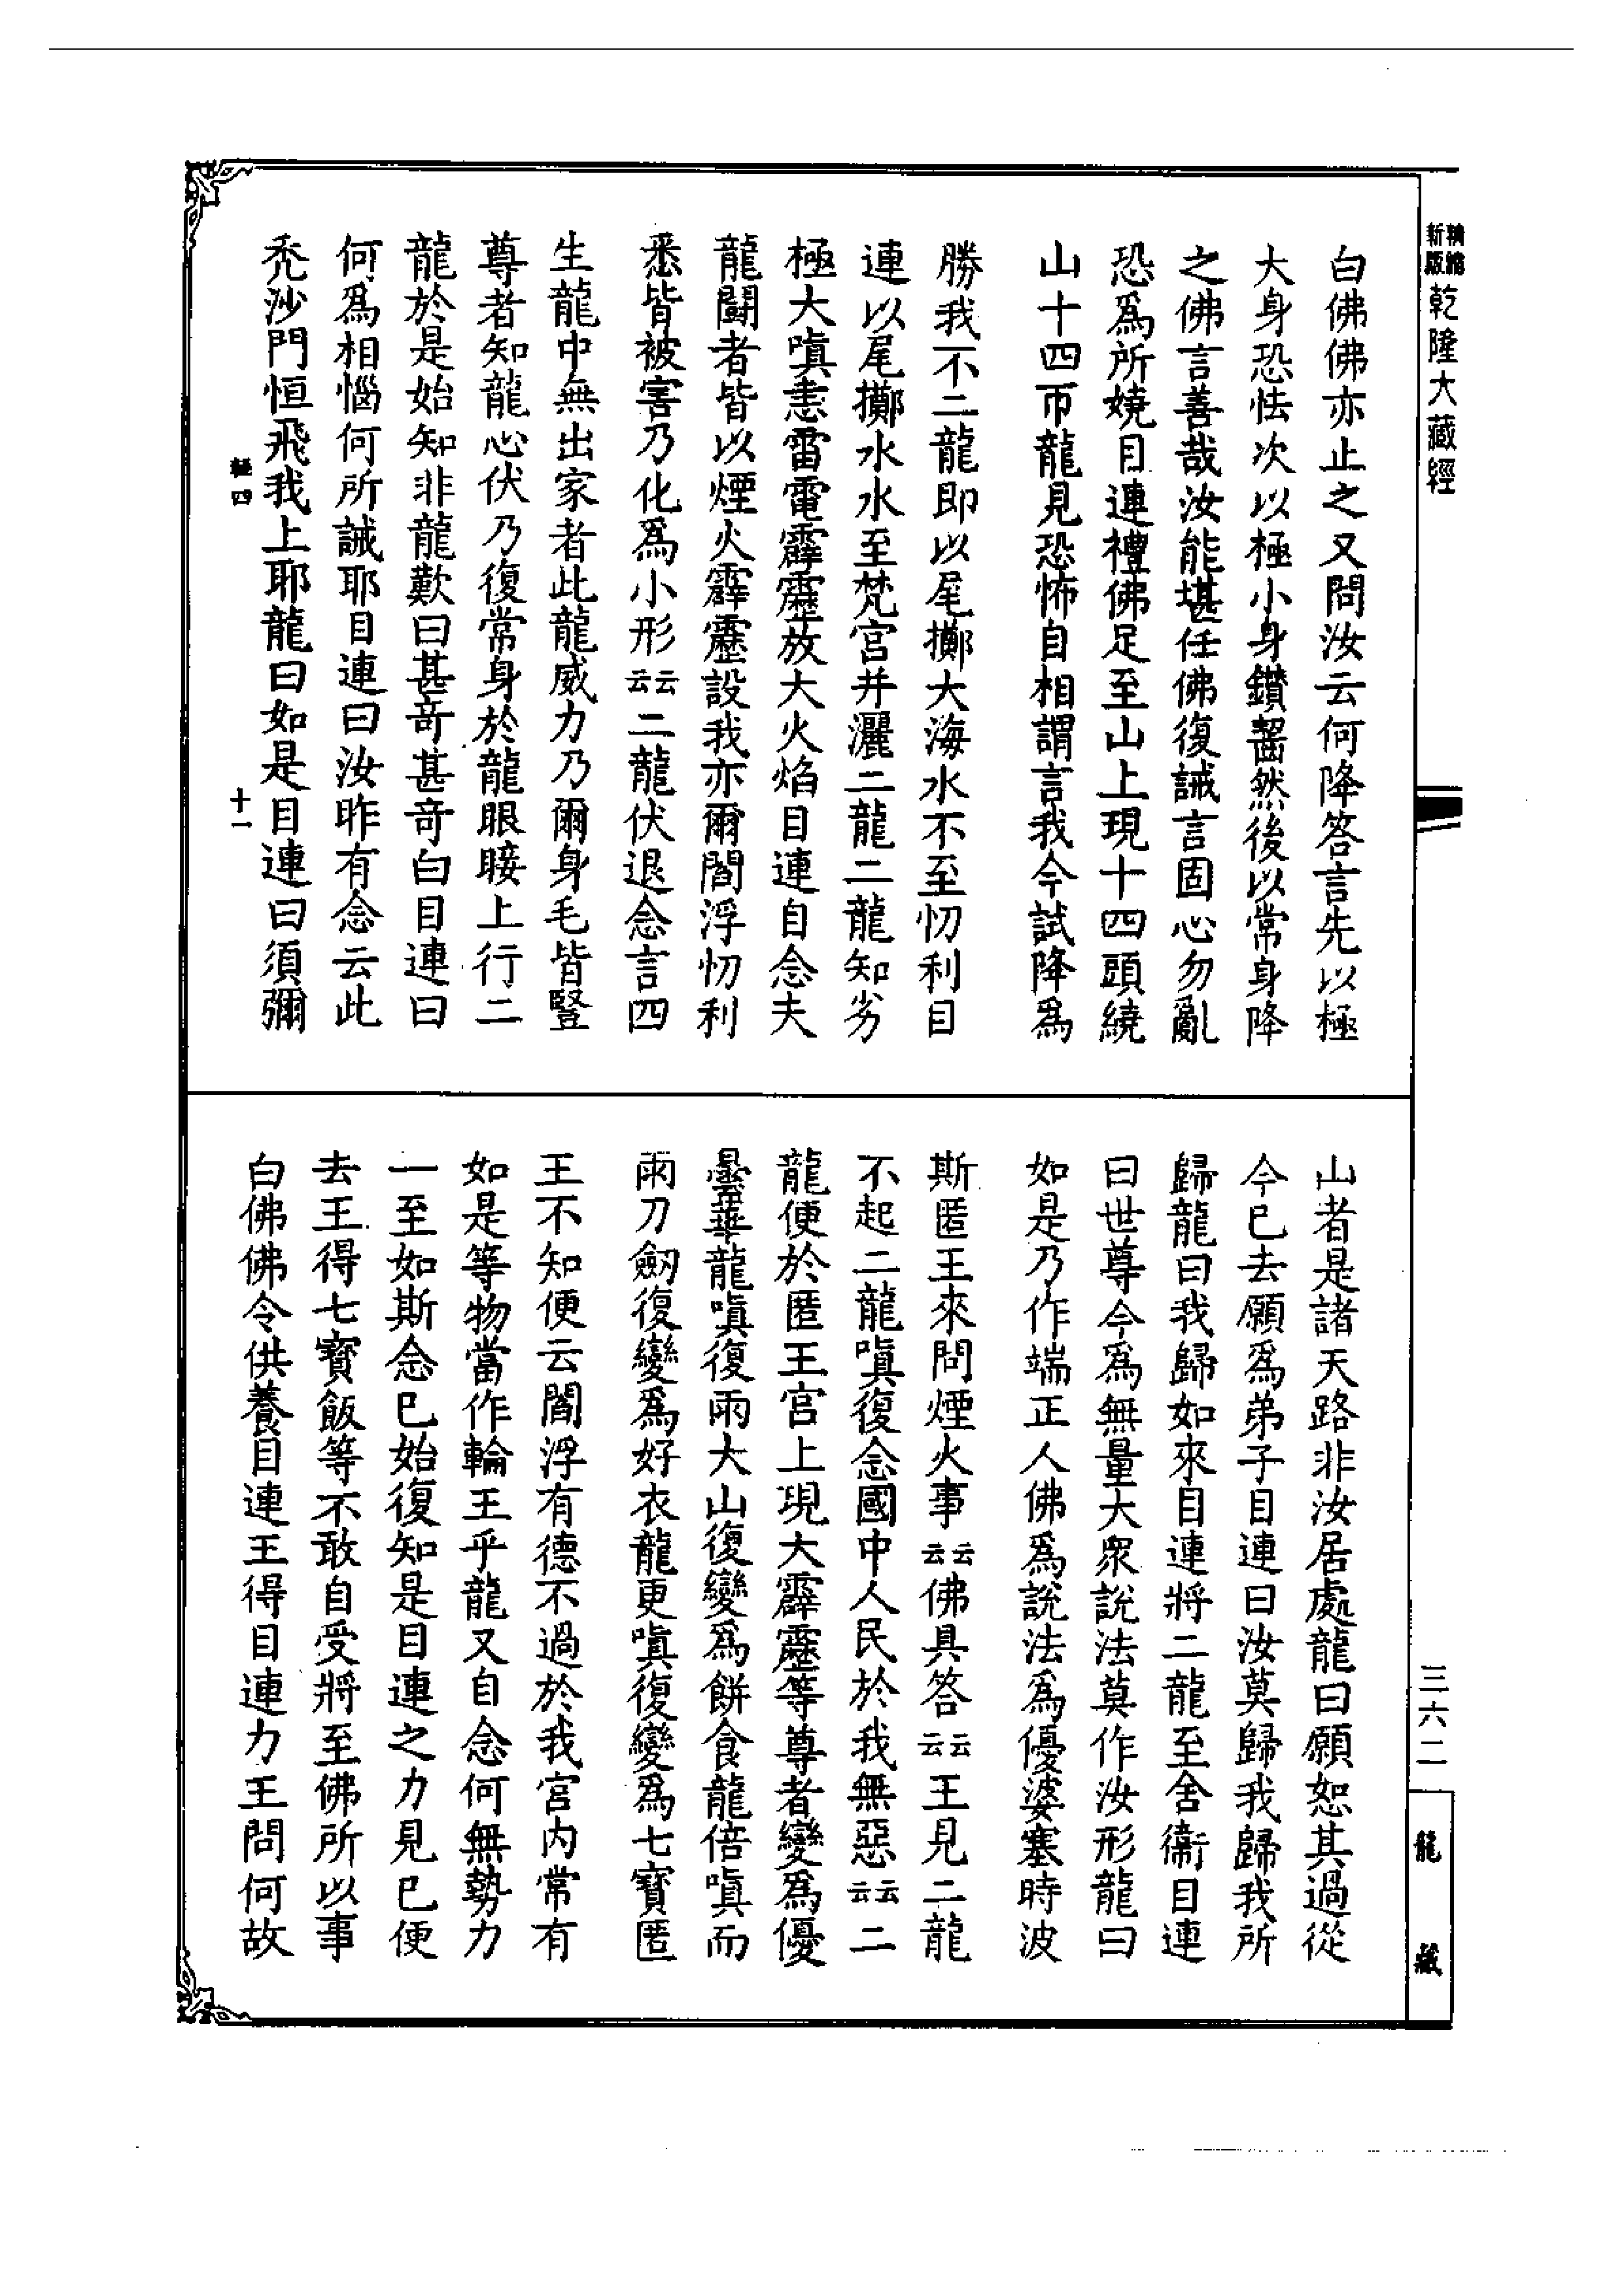 精縮新版乾隆大藏經
三六二
龍藏
白佛佛亦止之又問汝云何降答言先以極
大身恐怯次以極小身鑽齧然後以常身降
之佛言善哉汝能堪任佛復誡言固心勿亂
恐爲所嬈目連禮佛足至山上現十四頭繞
山十四帀龍見恐怖自相謂言我今試降爲
勝我不二龍即以尾擲大海水不至忉利目
連以尾擲水水至梵宮并灑二龍二龍知劣
極大嗔恚雷電霹靂放大火焰目連自念夫
龍鬬者皆以煙火霹靂設我亦爾閻浮忉利
悉皆被害乃化爲小形云云二龍伏退念言四
生龍中無出家者此龍威力乃爾身毛皆豎
尊者知龍心伏乃復常身於龍眼睫上行二
龍於是始知非龍歎曰甚奇甚奇白目連曰
何爲相惱何所誡耶目連曰汝昨有念云此
禿沙門恒飛我上耶龍曰如是目連曰須彌
四
十一
山者是諸天路非汝居處龍曰願恕其過從
今已去願爲弟子目連曰汝莫歸我歸我所
歸龍曰我歸如來目連將二龍至舍衞目連
曰世尊今爲無量大衆說法莫作汝形龍曰
如是乃作端正人佛爲說法爲優婆塞時波
斯匿王來問煙火事云云佛具答云云王見二龍
不起二龍嗔復念國中人民於我無惡云云二
龍便於匿王宮上現大霹靂等尊者變爲優
曇華龍嗔復雨大山復變爲餅食龍倍嗔而
雨刀劒復變爲好衣龍更嗔復變爲七寳匿
王不知便云閻浮有德不過於我宮内常有
如是等物當作輪王乎龍又自念何無勢力
一至如斯念已始復知是目連之力見已便
去王得七寳飯等不敢自受將至佛所以事
白佛佛令供養目連王得目連力王問何故